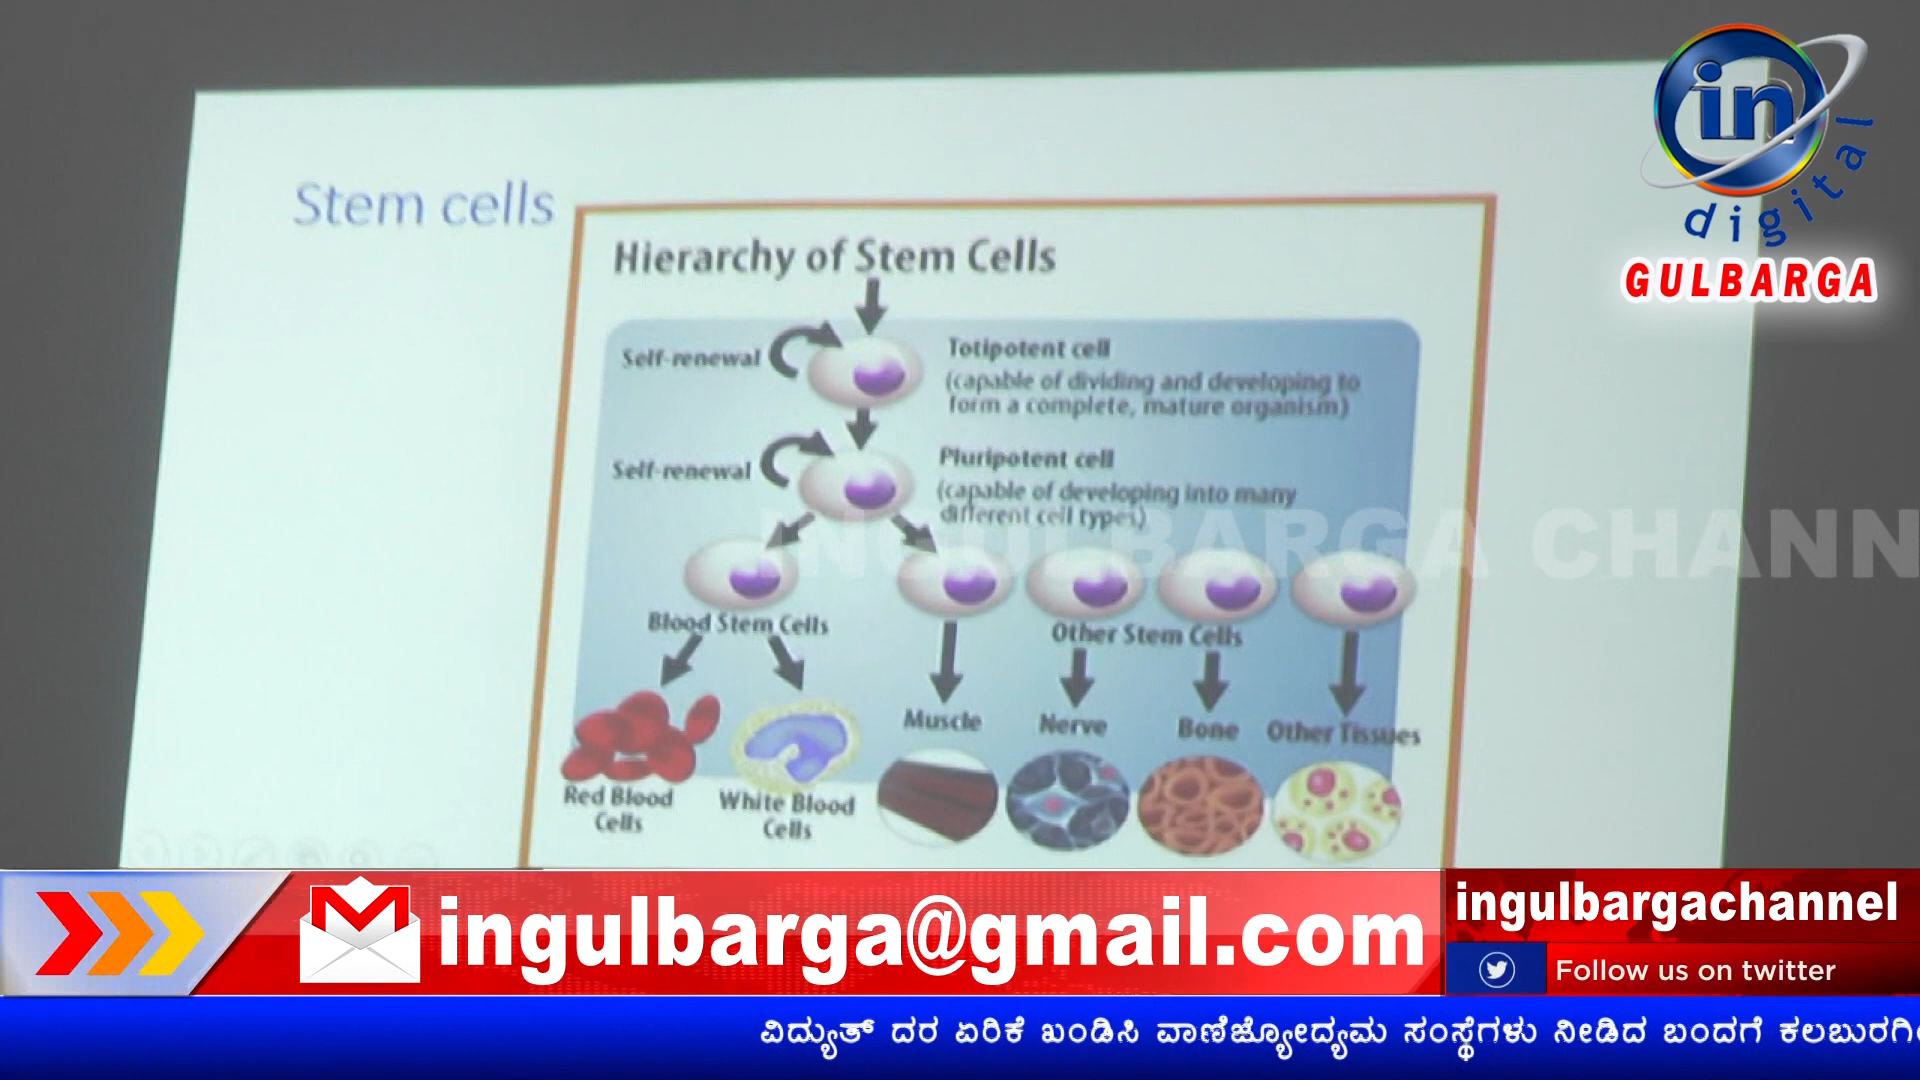 in
digital
GULBARGA
Stem cells
Hierarchy of Stem Cells
Self-renewal
Totipotent cell
(capable of dividing and developing to
form a complete, mature organism)
Self-renewal
Pluripotent cell
(capable of developing into many
different cell types)
INGULBARGA CHANN
Blood Stem Cells
Other Stem Cells
Muscle
Nerve
Bone
Other Tissues
Red Blood
Cells
White Blood
Cells
ingulbarga@gmail.com
ingulbargachannel
Follow us on twitter
ವಿದ್ಯುತ್ ದರ ಏರಿಕೆ ಖಂಡಿಸಿ ವಾಣಿಜ್ಯೋದ್ಯಮ ಸಂಸ್ಥೆಗಳು ನೀಡಿದ ಬಂದಗೆ ಕಲಬುರಗಿ